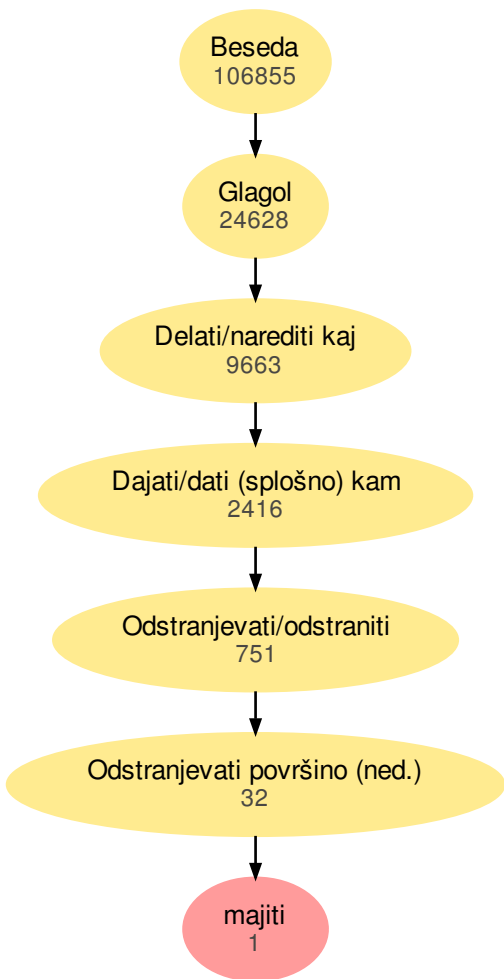 Beseda
106855
Glagol
24628
Delati/narediti kaj
9663
Dajati/dati (splošno) kam
2416
Odstranjevati/odstraniti
751
Odstranjevati površino (ned.)
32
majiti
1